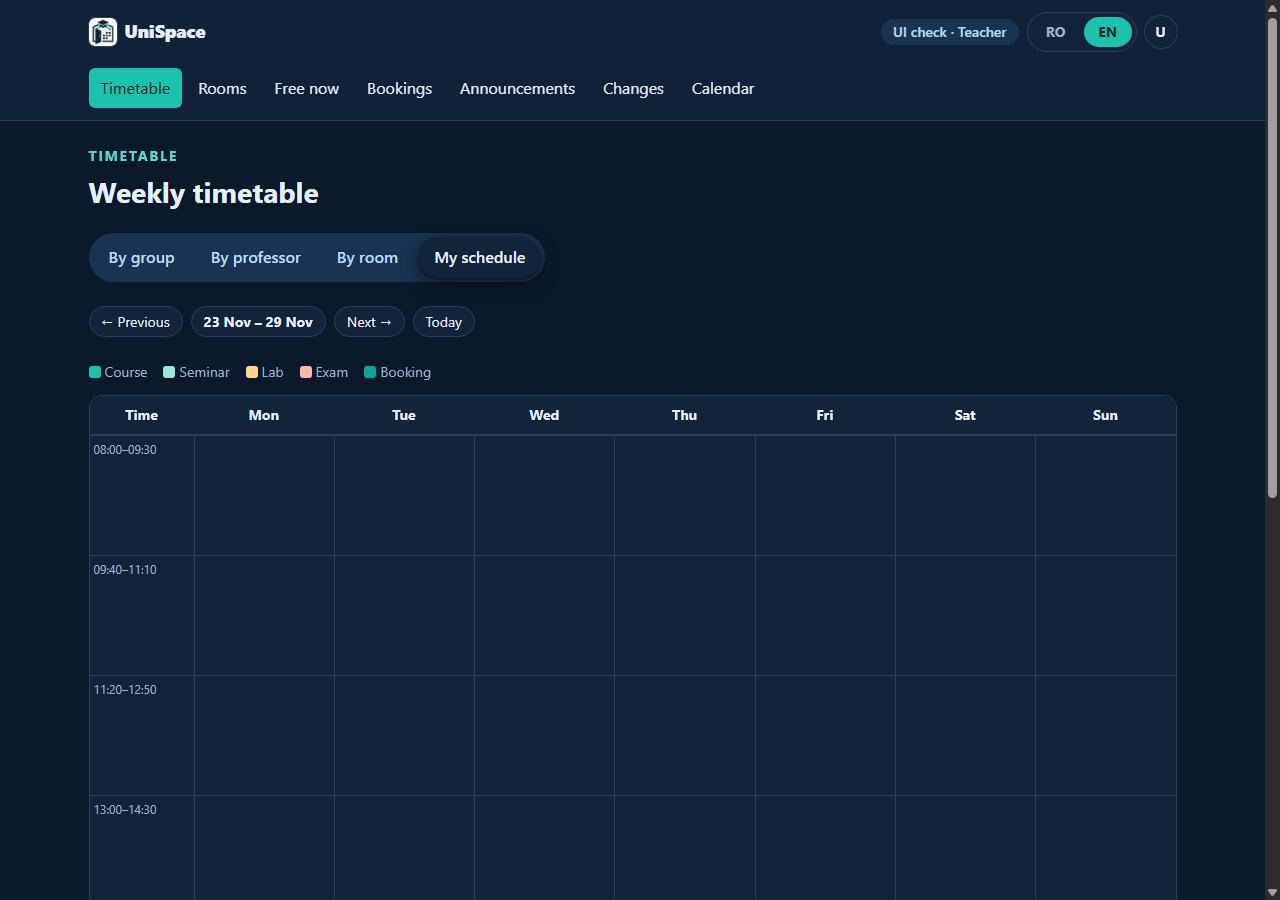 UniSpace
UI check · Teacher
RO EN U
Timetable Rooms Free now Bookings Announcements Changes Calendar
TIMETABLE
Weekly timetable
By group By professor By room My schedule
← Previous 23 Nov – 29 Nov Next → Today
Course Seminar Lab Exam Booking
Time Mon Tue Wed Thu Fri Sat Sun
08:00–09:30
09:40–11:10
11:20–12:50
13:00–14:30